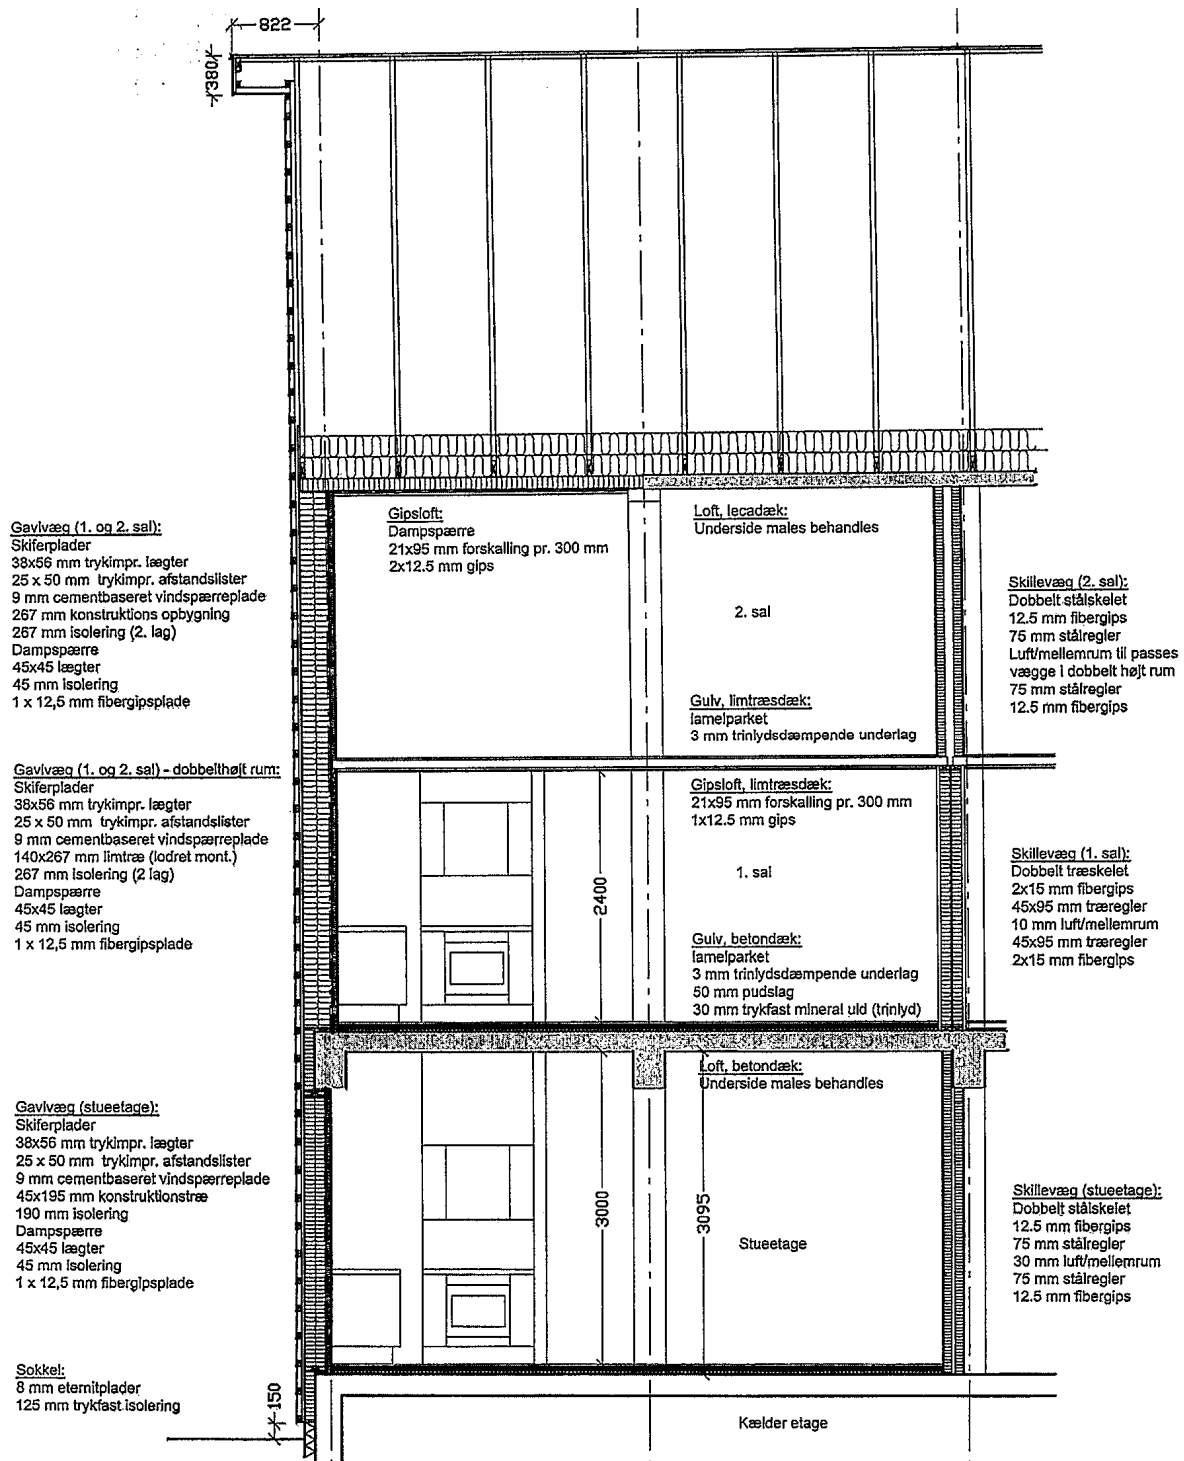 822
380
Gavlvæg (1. og 2. sal):
Skiferplader
38x56 mm trykimpr. lægter
25 x 50 mm trykimpr. afstandslister
9 mm cementbaseret vindspærreplade
267 mm konstruktions opbygning
267 mm isolering (2. lag)
Dampspærre
45x45 lægter
45 mm isolering
1 x 12,5 mm fibergipsplade
Gavlvæg (1. og 2. sal) - dobbelthøjt rum:
Skiferplader
38x56 mm trykimpr. lægter
25 x 50 mm trykimpr. afstandslister
9 mm cementbaseret vindspærreplade
140x267 mm limtræ (lodret mont.)
267 mm isolering (2 lag)
Dampspærre
45x45 lægter
45 mm isolering
1 x 12,5 mm fibergipsplade
Gavlvæg (stueetage):
Skiferplader
38x56 mm trykimpr. lægter
25 x 50 mm trykimpr. afstandslister
9 mm cementbaseret vindspærreplade
45x195 mm konstruktionstræ
190 mm isolering
Dampspærre
45x45 lægter
45 mm isolering
1 x 12,5 mm fibergipsplade
Sokkel:
8 mm eternitplader
125 mm trykfast isolering
150
Gipsloft:
Dampspærre
21x95 mm forskalling pr. 300 mm
2x12.5 mm gips
Loft, lecadæk:
Underside males behandles
2. sal
Gulv, limtræsdæk:
lamelparket
3 mm trinlydsdæmpende underlag
Gipsloft, limtræsdæk:
21x95 mm forskalling pr. 300 mm
1x12.5 mm gips
1. sal
2400
Gulv, betondæk:
lamelparket
3 mm trinlydsdæmpende underlag
50 mm pudslag
30 mm trykfast mineral uld (trinlyd)
Loft, betondæk:
Underside males behandles
3000
3095
Stueetage
Kælder etage
Skillevæg (2. sal):
Dobbelt stålskelet
12.5 mm fibergips
75 mm stålregler
Luft/mellemrum til passes
vægge i dobbelt højt rum
75 mm stålregler
12.5 mm fibergips
Skillevæg (1. sal):
Dobbelt træskelet
2x15 mm fibergips
45x95 mm træregler
10 mm luft/mellemrum
45x95 mm træregler
2x15 mm fibergips
Skillevæg (stueetage):
Dobbelt stålskelet
12.5 mm fibergips
75 mm stålregler
30 mm luft/mellemrum
75 mm stålregler
12.5 mm fibergips